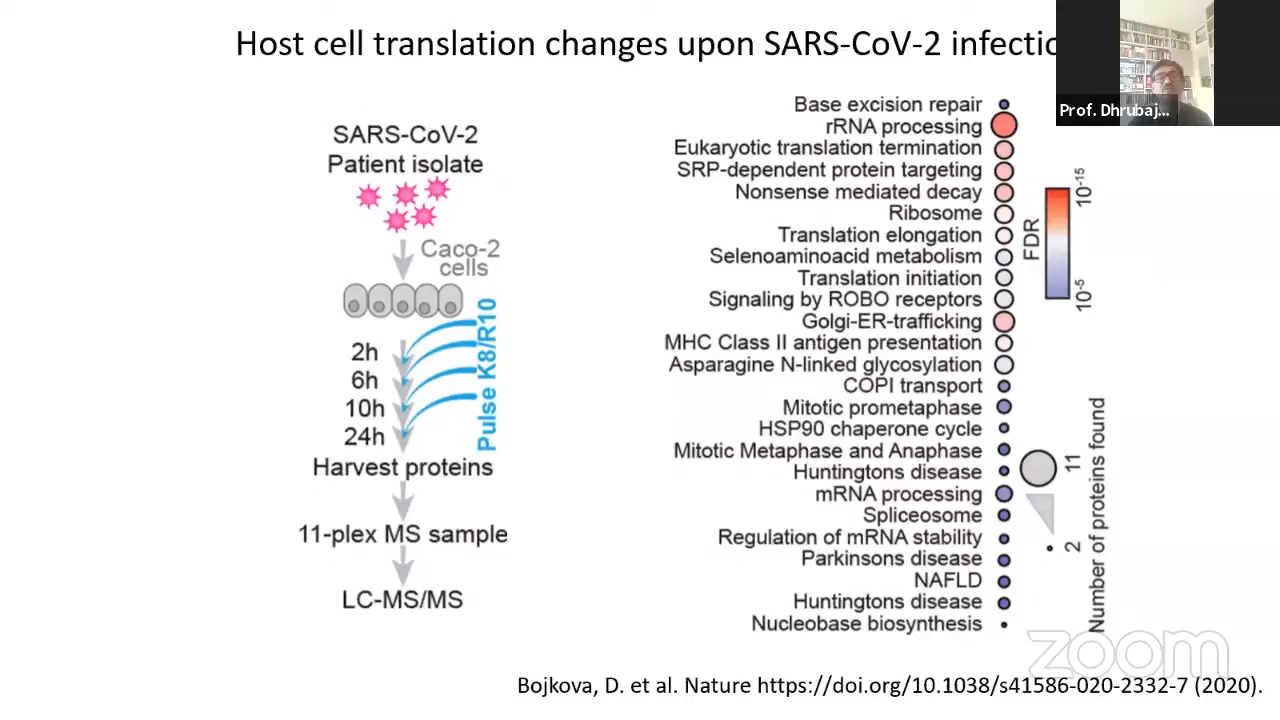 Host cell translation changes upon SARS-CoV-2 infectio
Prof. Dhrubaj...
SARS-CoV-2
Patient isolate
Caco-2
cells
Pulse K8/R10
2h
6h
10h
24h
Harvest proteins
11-plex MS sample
LC-MS/MS
Base excision repair
rRNA processing
Eukaryotic translation termination
SRP-dependent protein targeting
Nonsense mediated decay
Ribosome
Translation elongation
Selenoaminoacid metabolism
Translation initiation
Signaling by ROBO receptors
Golgi-ER-trafficking
MHC Class II antigen presentation
Asparagine N-linked glycosylation
COPI transport
Mitotic prometaphase
HSP90 chaperone cycle
Mitotic Metaphase and Anaphase
Huntingtons disease
mRNA processing
Spliceosome
Regulation of mRNA stability
Parkinsons disease
NAFLD
Huntingtons disease
Nucleobase biosynthesis
FDR
10-15
10-5
11
2
Number of proteins found
zoom
Bojkova, D. et al. Nature https://doi.org/10.1038/s41586-020-2332-7 (2020).